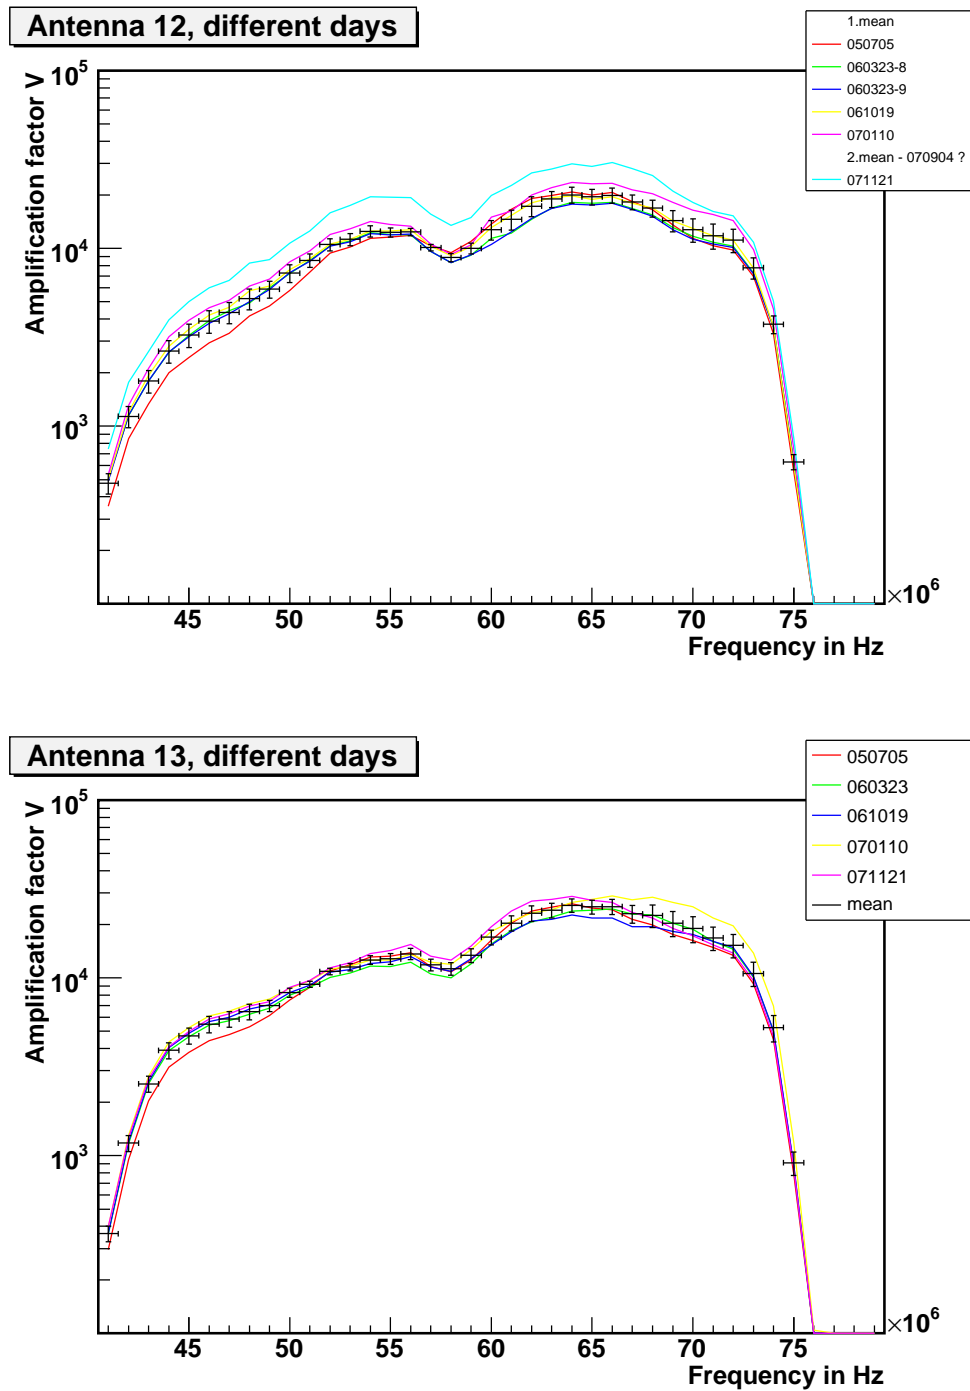 Antenna 12, different days
1.mean
050705
060323-8
060323-9
061019
070110
2.mean - 070904 ?
071121
Amplification factor V
10^5
10^4
10^3
45 50 55 60 65 70 75
×10^6
Frequency in Hz
Antenna 13, different days
050705
060323
061019
070110
071121
mean
Amplification factor V
10^5
10^4
10^3
45 50 55 60 65 70 75
×10^6
Frequency in Hz